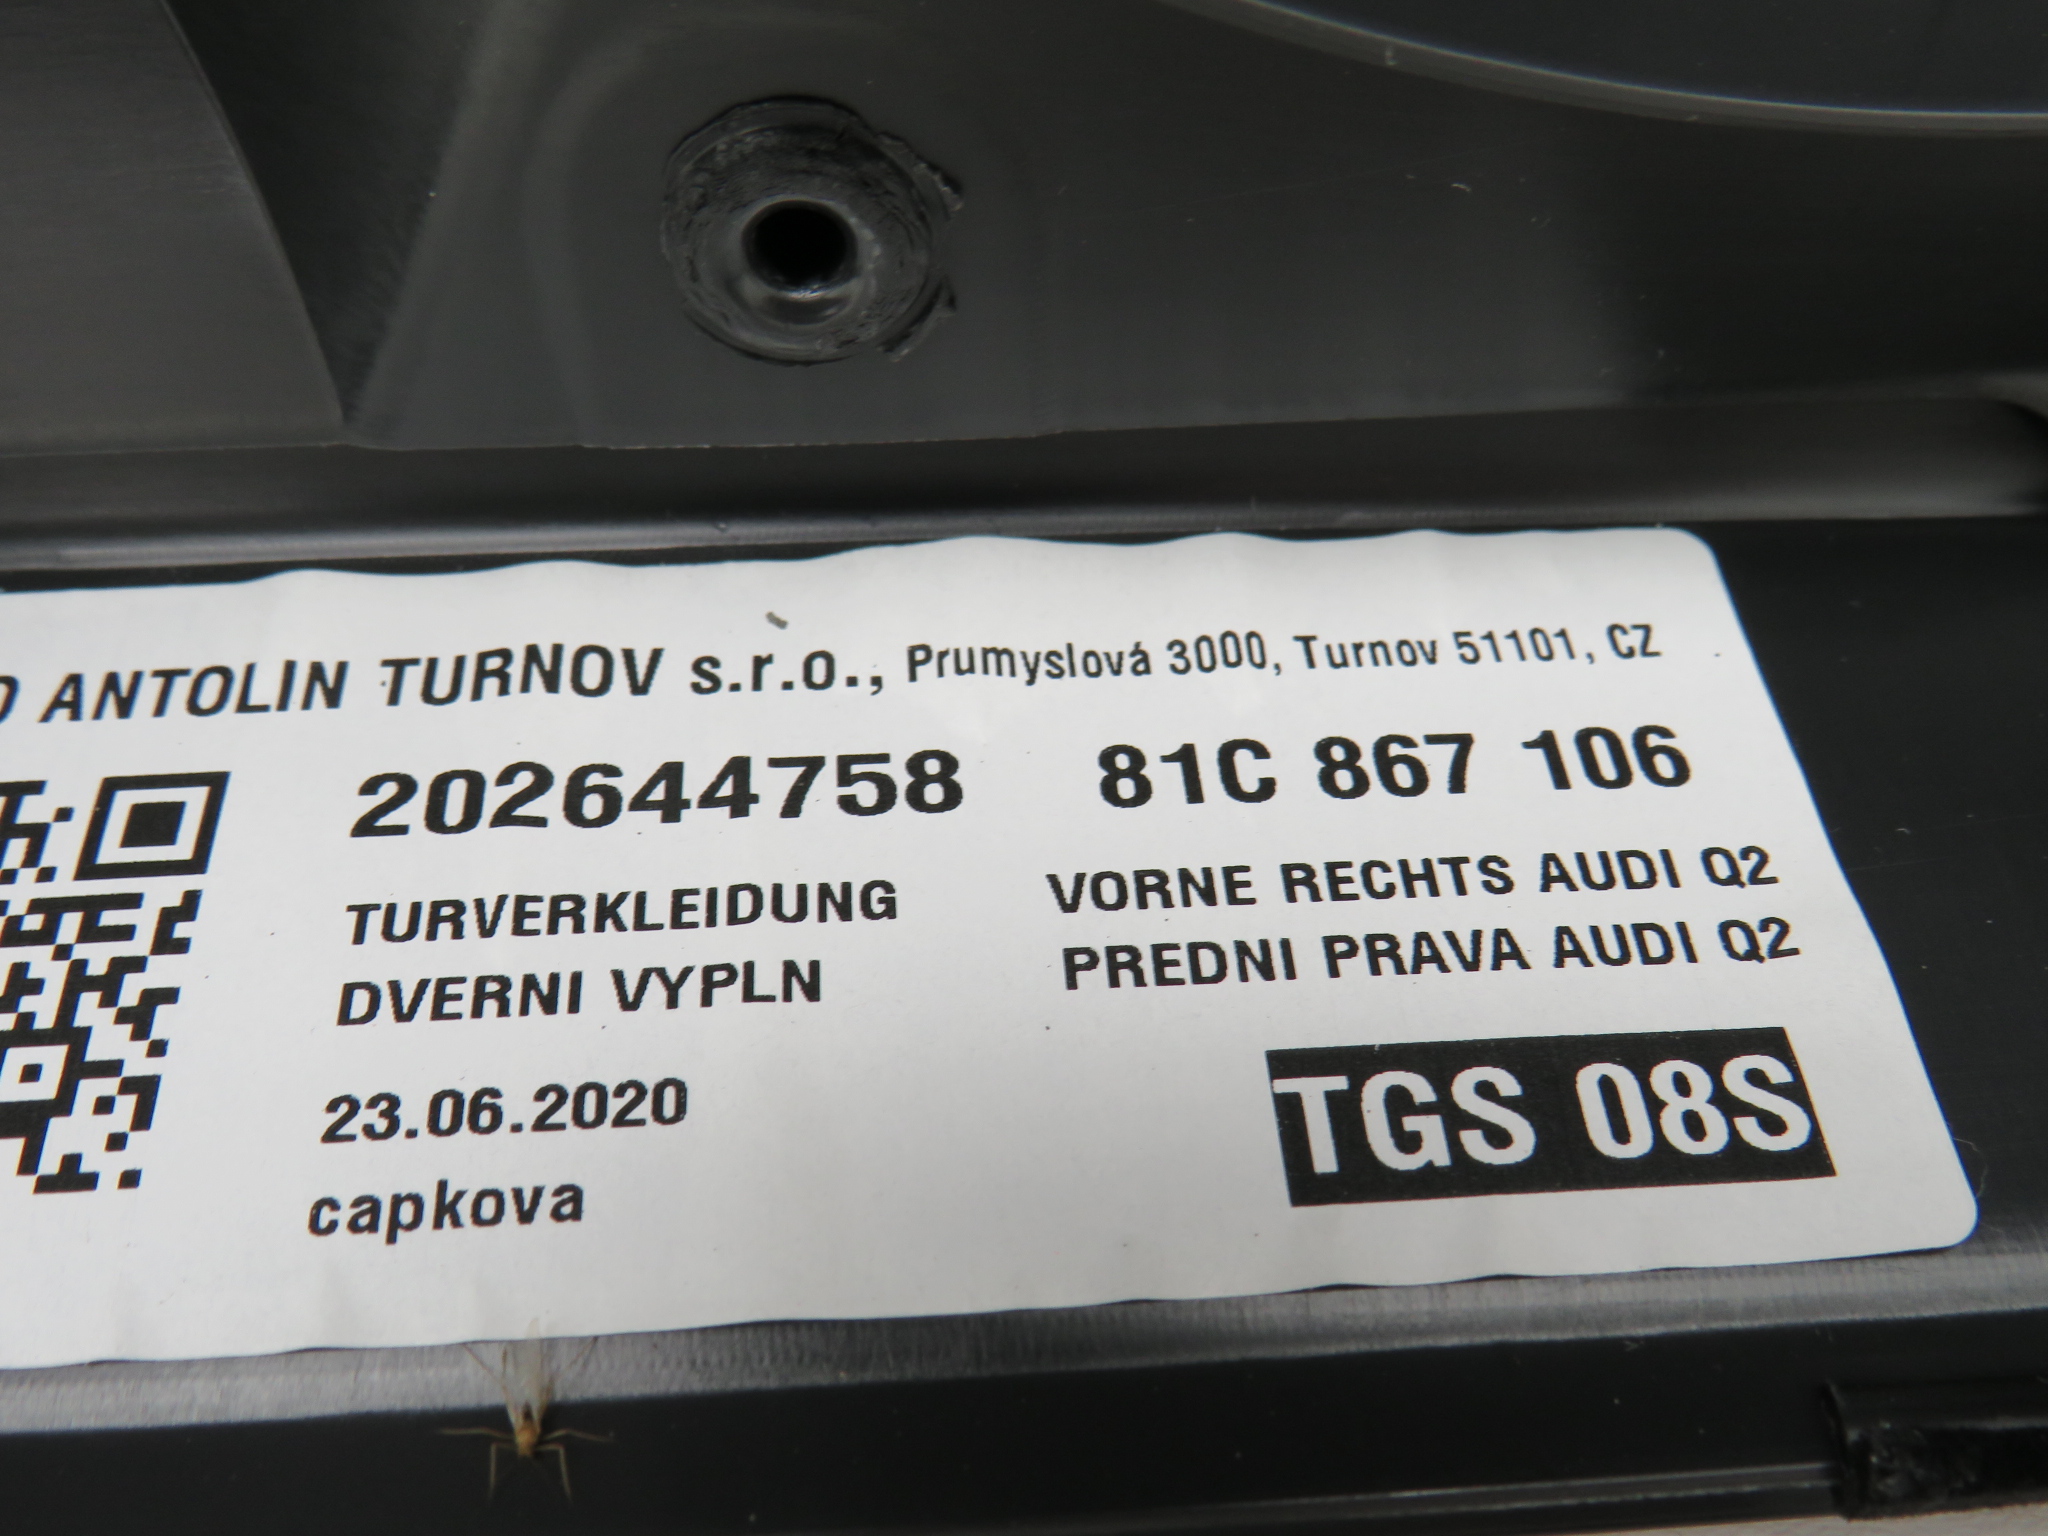 ANTOLIN TURNOV s.r.o., Prumyslová 3000, Turnov 51101, CZ
202644758 81C 867 106
TURVERKLEIDUNG VORNE RECHTS AUDI Q2
DVERNI VYPLN PREDNI PRAVA AUDI Q2
23.06.2020 TGS 08S
capkova